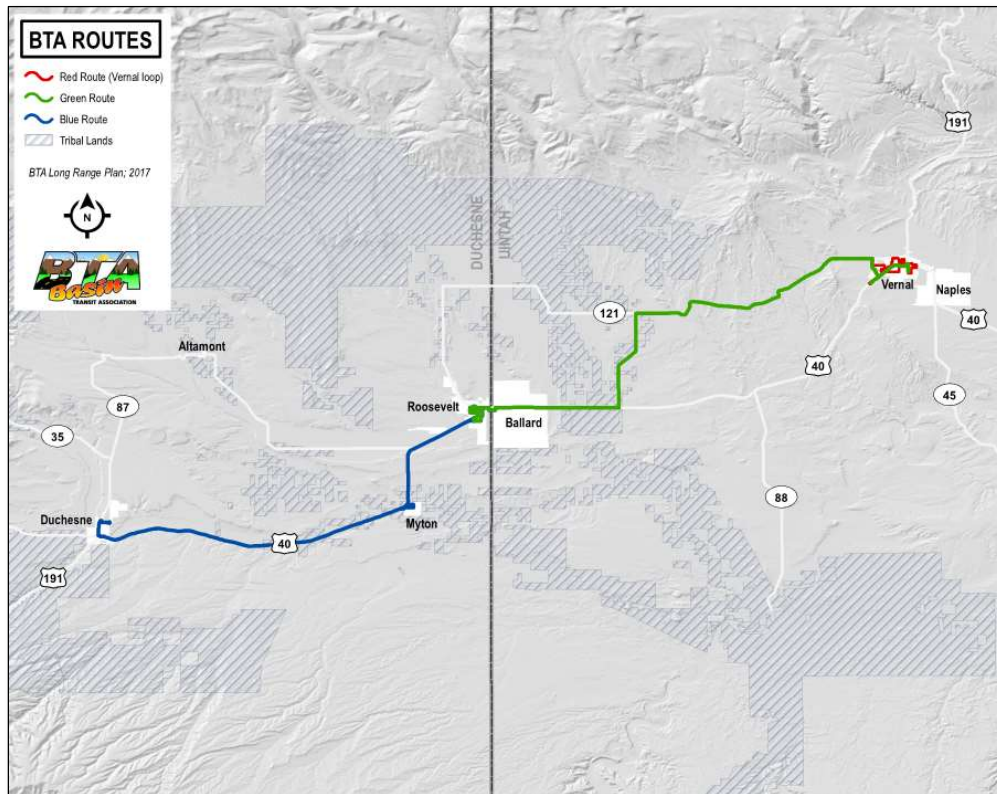 BTA ROUTES
Red Route (Vernal loop)
Green Route
Blue Route
Tribal Lands
BTA Long Range Plan; 2017
N
BTA
Basin
TRANSIT ASSOCIATION
191
DUCHESNE
UINTAH
Vernal
Naples
121
40
Altamont
40
87
Roosevelt
Ballard
45
35
88
Duchesne
Myton
40
191